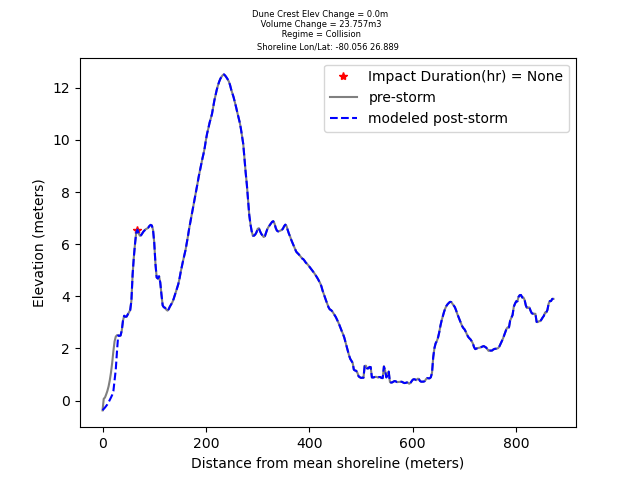 Dune Crest Elev Change = 0.0m
Volume Change = 23.757m3
Regime = Collision
Shoreline Lon/Lat: -80.056 26.889
Impact Duration(hr) = None
pre-storm
modeled post-storm
12
10
8
6
4
2
0
Elevation (meters)
0 200 400 600 800
Distance from mean shoreline (meters)